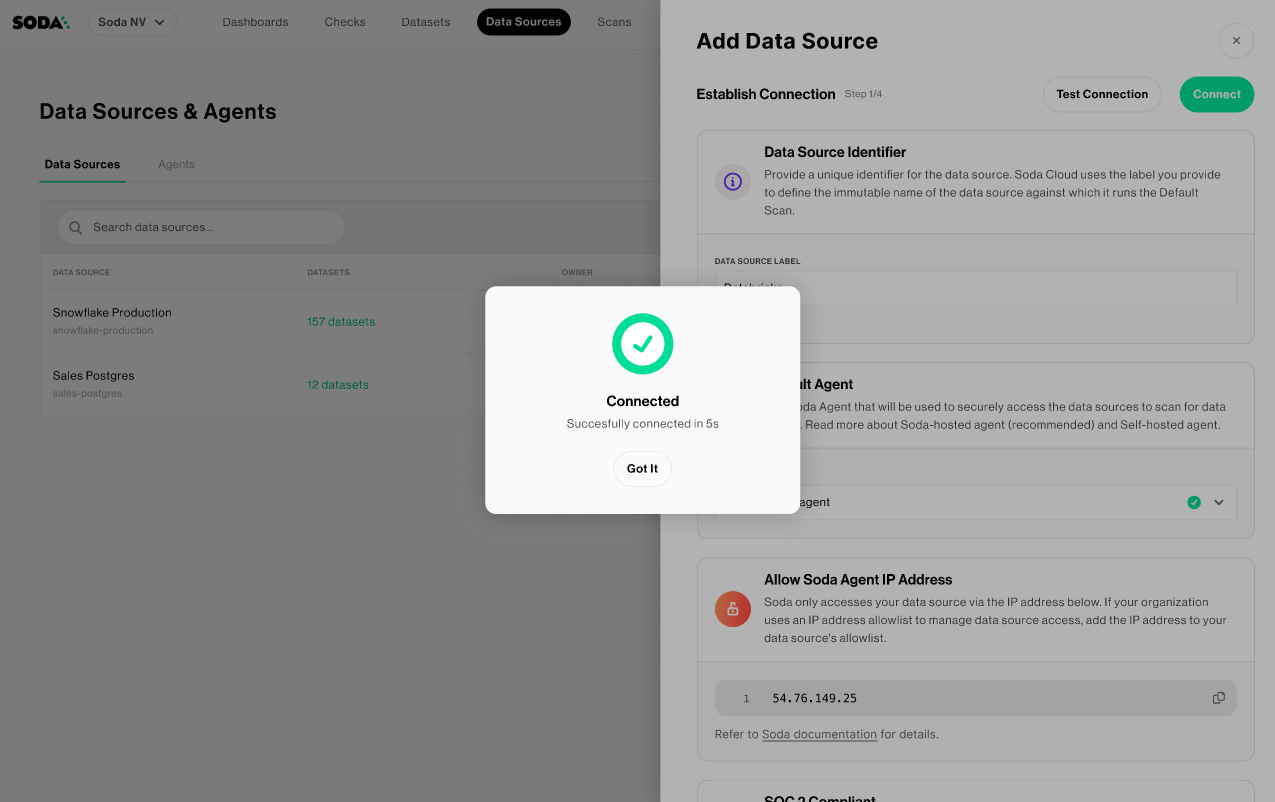 SODA
Soda NV
Dashboards
Checks
Datasets
Data Sources
Scans
Data Sources & Agents
Data Sources
Agents
Search data sources...
DATA SOURCE
DATASETS
OWNER
Snowflake Production
snowflake-production
157 datasets
Sales Postgres
sales-postgres
12 datasets
Add Data Source
Establish Connection
Step 1/4
Test Connection
Connect
Data Source Identifier
Provide a unique identifier for the data source. Soda Cloud uses the label you provide
to define the immutable name of the data source against which it runs the Default
Scan.
DATA SOURCE LABEL
Connected
Succesfully connected in 5s
Got It
Agent
Agent that will be used to securely access the data sources to scan for data
Read more about Soda-hosted agent (recommended) and Self-hosted agent.
agent
Allow Soda Agent IP Address
Soda only accesses your data source via the IP address below. If your organization
uses an IP address allowlist to manage data source access, add the IP address to your
data source's allowlist.
1 54.76.149.25
Refer to Soda documentation for details.
SOC 2 Compliant